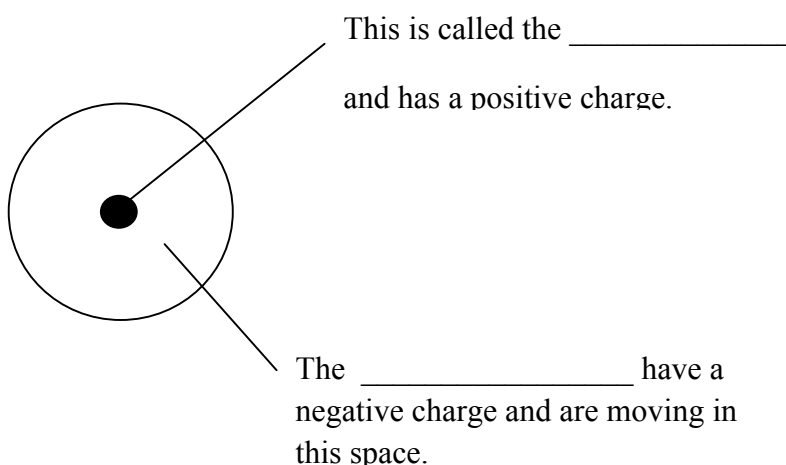 This is called the ______________
and has a positive charge.
The _________________ have a
negative charge and are moving in
this space.